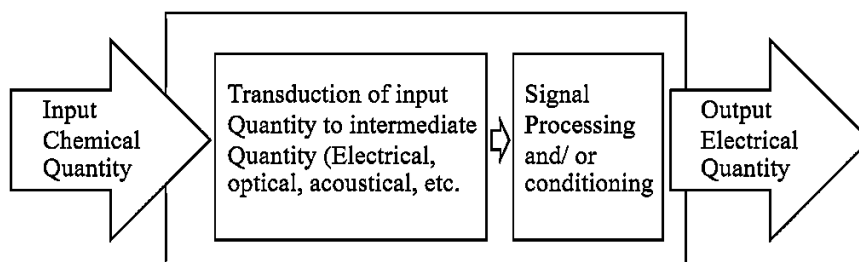 Input
Chemical
Quantity
Transduction of input
Quantity to intermediate
Quantity (Electrical,
optical, acoustical, etc.
Signal
Processing
and/ or
conditioning
Output
Electrical
Quantity